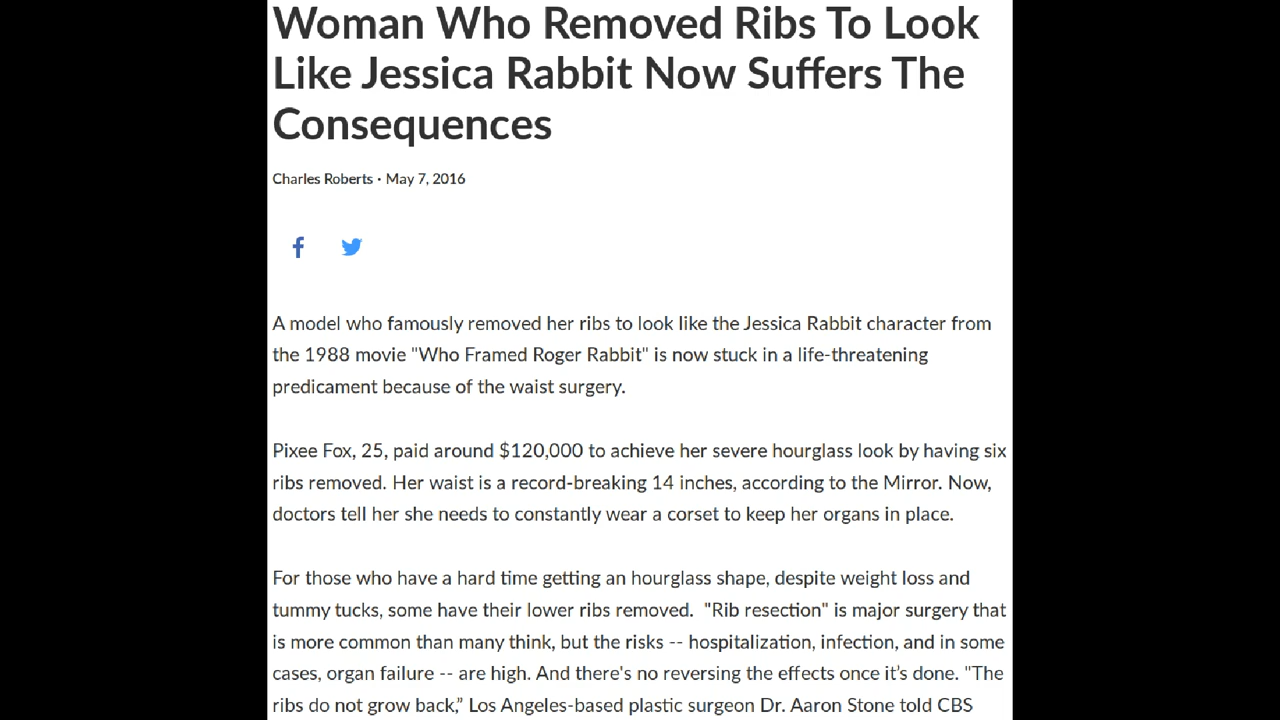 Woman Who Removed Ribs To Look
Like Jessica Rabbit Now Suffers The
Consequences
Charles Roberts · May 7, 2016
A model who famously removed her ribs to look like the Jessica Rabbit character from
the 1988 movie "Who Framed Roger Rabbit" is now stuck in a life-threatening
predicament because of the waist surgery.
Pixee Fox, 25, paid around $120,000 to achieve her severe hourglass look by having six
ribs removed. Her waist is a record-breaking 14 inches, according to the Mirror. Now,
doctors tell her she needs to constantly wear a corset to keep her organs in place.
For those who have a hard time getting an hourglass shape, despite weight loss and
tummy tucks, some have their lower ribs removed.  "Rib resection" is major surgery that
is more common than many think, but the risks -- hospitalization, infection, and in some
cases, organ failure -- are high. And there's no reversing the effects once it’s done. "The
ribs do not grow back,” Los Angeles-based plastic surgeon Dr. Aaron Stone told CBS